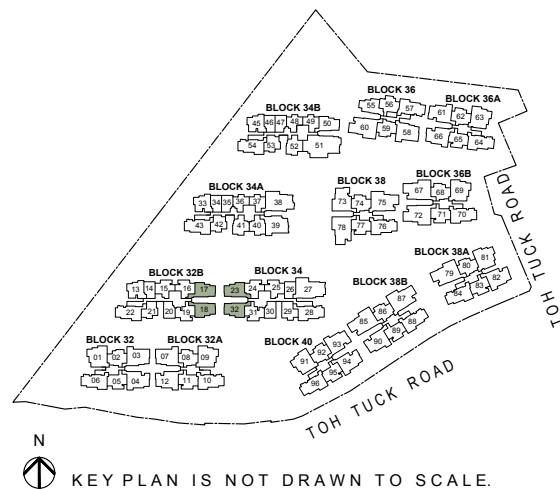 BLOCK 36
BLOCK 36A
55 56 57
60 59 58
61 62 63
66 65 64
BLOCK 34B
45 46 47 48 49 50
54 53 52 51
BLOCK 34A
33 34 35 36 37 38
43 42 41 40 39
BLOCK 38
73 74 75
78 77 76
BLOCK 36B
67 68 69
72 71 70
TOH TUCK ROAD
BLOCK 38A
79 80 81
84 83 82
BLOCK 32B
13 14 15 16 17
22 21 20 19 18
BLOCK 34
23 24 25 26 27
32 31 30 29 28
BLOCK 38B
85 86 87
90 89 88
BLOCK 32
01 02 03
06 05 04
BLOCK 32A
07 08 09
12 11 10
BLOCK 40
91 92 93
96 95 94
TOH TUCK ROAD
N
KEY PLAN IS NOT DRAWN TO SCALE.